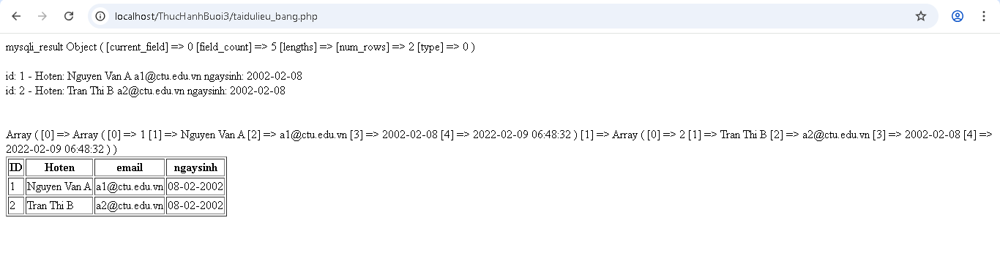 localhost/ThucHanhBuoi3/taidulieu_bang.php
mysqli_result Object ( [current_field] => 0 [field_count] => 5 [lengths] => [num_rows] => 2 [type] => 0 )
id: 1 - Hoten: Nguyen Van A a1@ctu.edu.vn ngaysinh: 2002-02-08
id: 2 - Hoten: Tran Thi B a2@ctu.edu.vn ngaysinh: 2002-02-08
Array ( [0] => Array ( [0] => 1 [1] => Nguyen Van A [2] => a1@ctu.edu.vn [3] => 2002-02-08 [4] => 2022-02-09 06:48:32 ) [1] => Array ( [0] => 2 [1] => Tran Thi B [2] => a2@ctu.edu.vn [3] => 2002-02-08 [4] =>
2022-02-09 06:48:32 ) )
ID Hoten email ngaysinh
1 Nguyen Van A a1@ctu.edu.vn 08-02-2002
2 Tran Thi B a2@ctu.edu.vn 08-02-2002